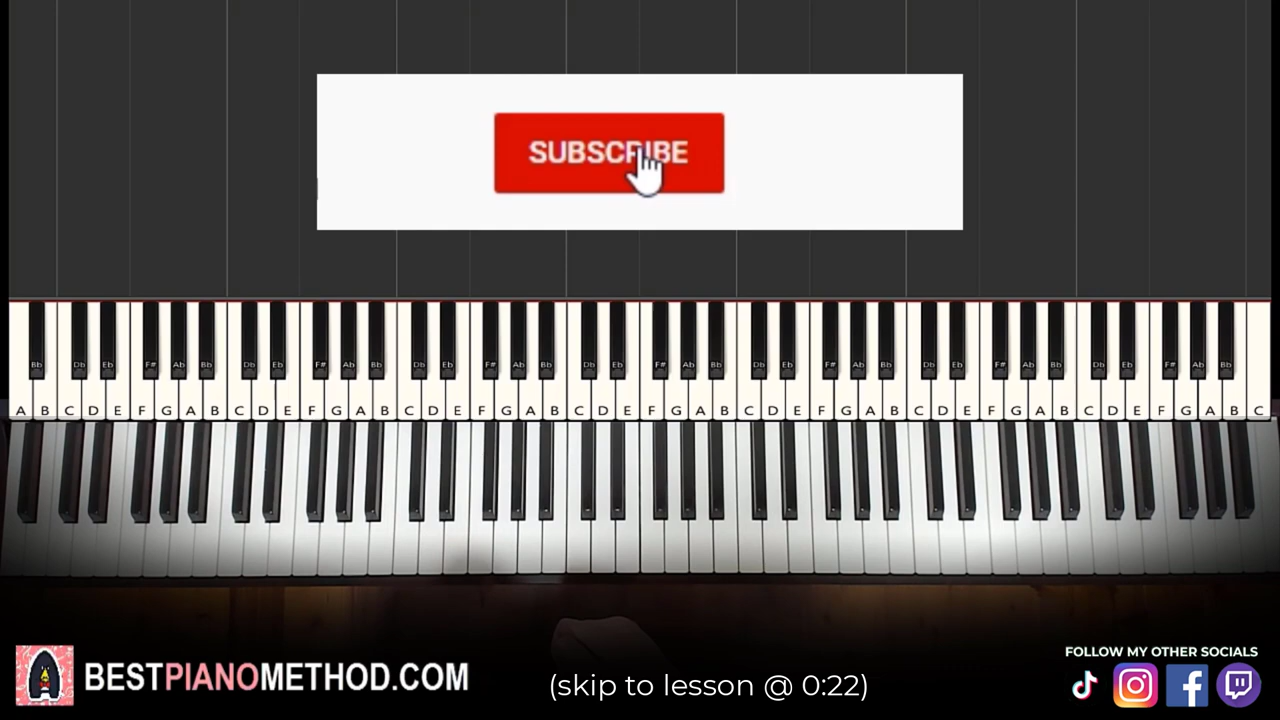 SUBSCRIBE
Bb Db Eb F# Ab Bb Db Eb F# Ab Bb Db Eb F# Ab Bb Db Eb F# Ab Bb Db Eb F# Ab Bb Db Eb F# Ab Bb Db Eb F# Ab Bb
A B C D E F G A B C D E F G A B C D E F G A B C D E F G A B C D E F G A B C D E F G A B C D E F G A B C
FOLLOW MY OTHER SOCIALS
BESTPIANOMETHOD.COM
(skip to lesson @ 0:22)